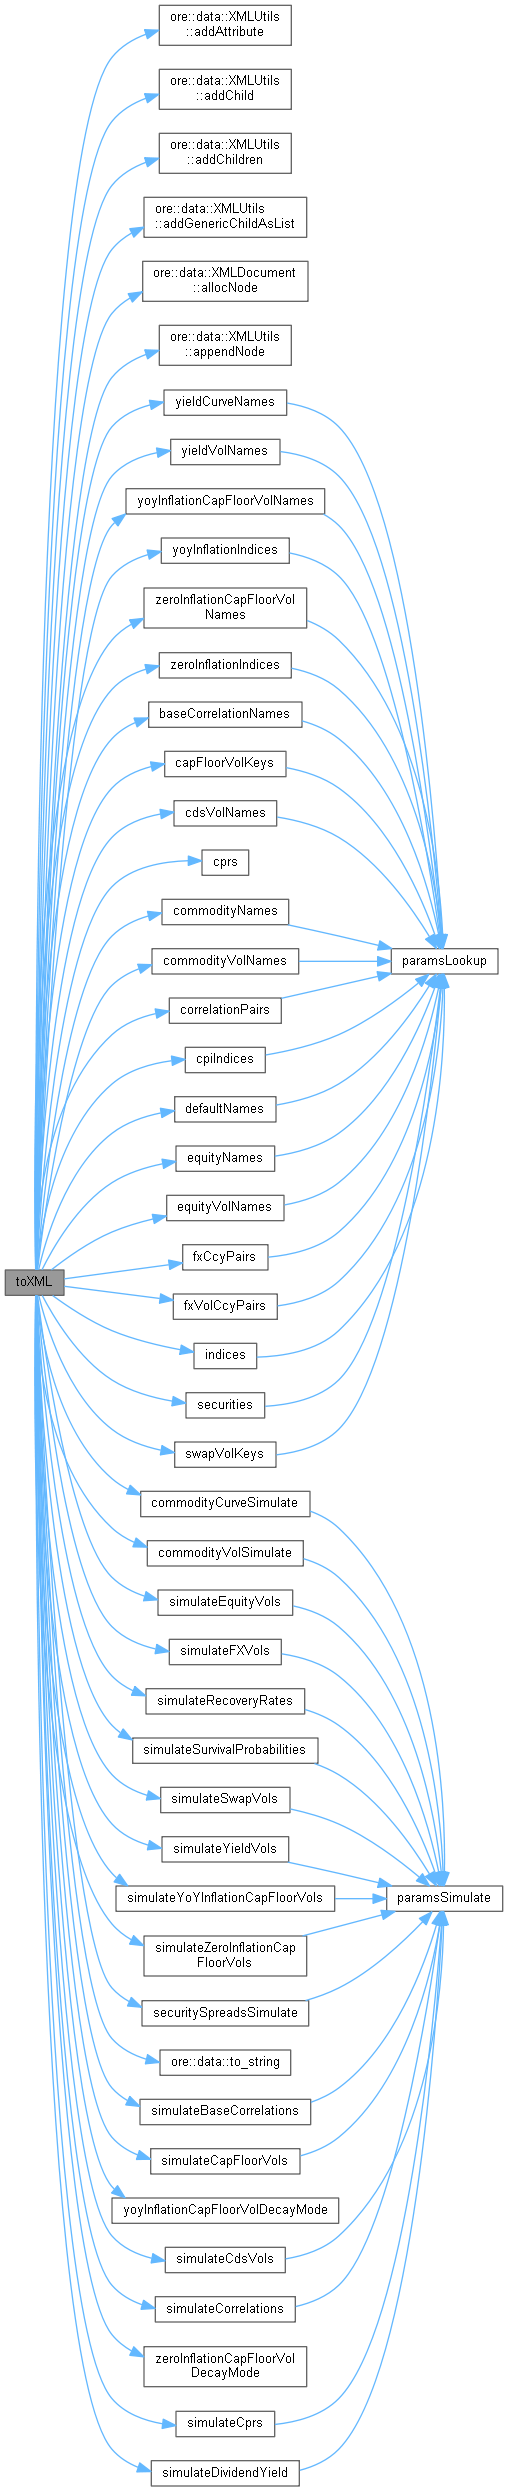 ore::data::XMLUtils
::addAttribute
ore::data::XMLUtils
::addChild
ore::data::XMLUtils
::addChildren
ore::data::XMLUtils
::addGenericChildAsList
ore::data::XMLDocument
::allocNode
ore::data::XMLUtils
::appendNode
yieldCurveNames
yieldVolNames
yoyInflationCapFloorVolNames
yoyInflationIndices
zeroInflationCapFloorVol
Names
zeroInflationIndices
baseCorrelationNames
capFloorVolKeys
cdsVolNames
cprs
commodityNames
commodityVolNames
paramsLookup
correlationPairs
cpiIndices
defaultNames
equityNames
equityVolNames
fxCcyPairs
toXML
fxVolCcyPairs
indices
securities
swapVolKeys
commodityCurveSimulate
commodityVolSimulate
simulateEquityVols
simulateFXVols
simulateRecoveryRates
simulateSurvivalProbabilities
simulateSwapVols
simulateYieldVols
simulateYoYInflationCapFloorVols
paramsSimulate
simulateZeroInflationCap
FloorVols
securitySpreadsSimulate
ore::data::to_string
simulateBaseCorrelations
simulateCapFloorVols
yoyInflationCapFloorVolDecayMode
simulateCdsVols
simulateCorrelations
zeroInflationCapFloorVol
DecayMode
simulateCprs
simulateDividendYield